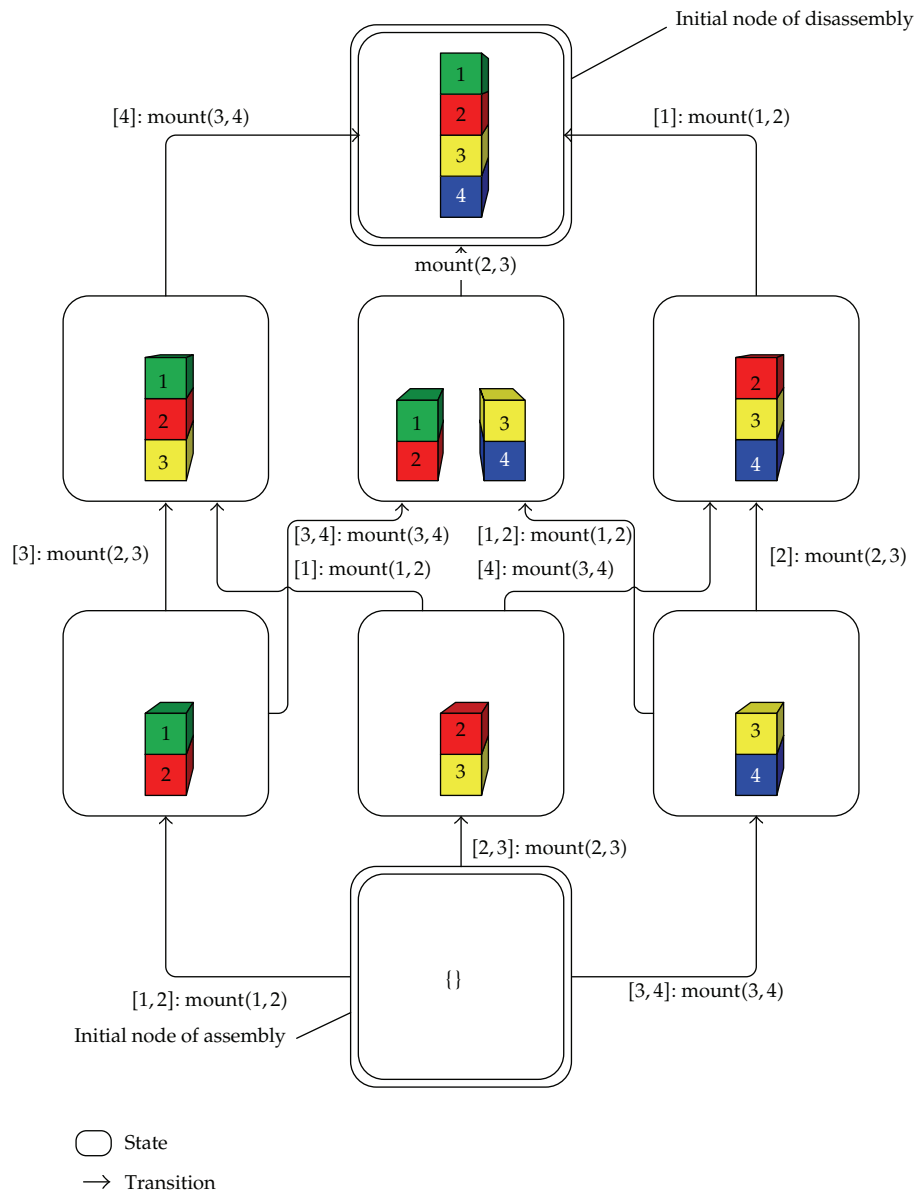 Initial node of disassembly
1
2
3
4
[4]: mount(3, 4)
[1]: mount(1, 2)
mount(2, 3)
1
2
3
1
2
3
4
2
3
4
[3]: mount(2, 3)
[3, 4]: mount(3, 4)
[1, 2]: mount(1, 2)
[2]: mount(2, 3)
[1]: mount(1, 2)
[4]: mount(3, 4)
1
2
2
3
3
4
[2, 3]: mount(2, 3)
{}
[1, 2]: mount(1, 2)
[3, 4]: mount(3, 4)
Initial node of assembly
State
Transition